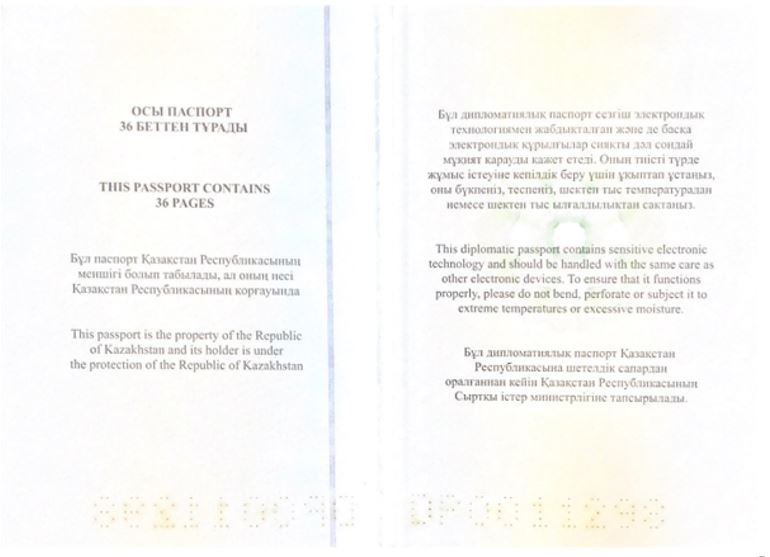 ОСЫ ПАСПОРТ
36 БЕТТЕН ТҰРАДЫ
THIS PASSPORT CONTAINS
36 PAGES
Бұл паспорт Қазақстан Республикасының
меншігі болып табылады, ал оның иесі
Қазақстан Республикасының қорғауында
This passport is the property of the Republic
of Kazakhstan and its holder is under
the protection of the Republic of Kazakhstan
Бұл дипломатиялық паспорт сезгіш электрондық
технологиямен жабдықталған және де басқа
электрондық құрылғылар сияқты дәл сондай
мұқият қарауды қажет етеді. Оның тиісті түрде
жұмыс істеуіне кепілдік беру үшін ұқыптап ұстаңыз,
оны бүкпеңіз, теспеңіз, шектен тыс температурадан
немесе шектен тыс ылғалдылықтан сақтаңыз.
This diplomatic passport contains sensitive electronic
technology and should be handled with the same care as
other electronic devices. To ensure that it functions
properly, please do not bend, perforate or subject it to
extreme temperatures or excessive moisture.
Бұл дипломатиялық паспорт Қазақстан
Республикасына шетелдік сапардан
оралғаннан кейін Қазақстан Республикасының
Сыртқы істер министрлігіне тапсырылады.